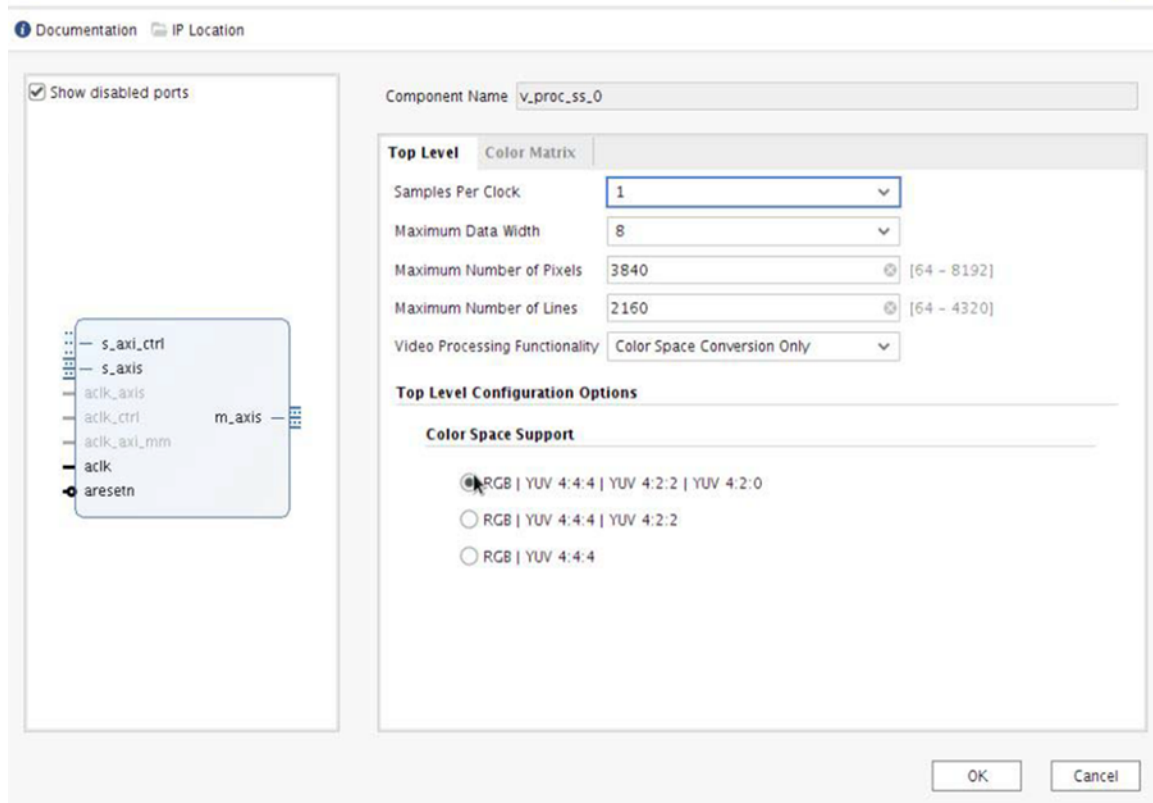 Documentation IP Location
Show disabled ports
s_axi_ctrl
s_axis
aclk_axis
aclk_ctrl
m_axis
aclk_axi_mm
aclk
aresetn
Component Name v_proc_ss_0
Top Level Color Matrix
Samples Per Clock 1
Maximum Data Width 8
Maximum Number of Pixels 3840 [64 - 8192]
Maximum Number of Lines 2160 [64 - 4320]
Video Processing Functionality Color Space Conversion Only
Top Level Configuration Options
Color Space Support
RGB | YUV 4:4:4 | YUV 4:2:2 | YUV 4:2:0
RGB | YUV 4:4:4 | YUV 4:2:2
RGB | YUV 4:4:4
OK Cancel